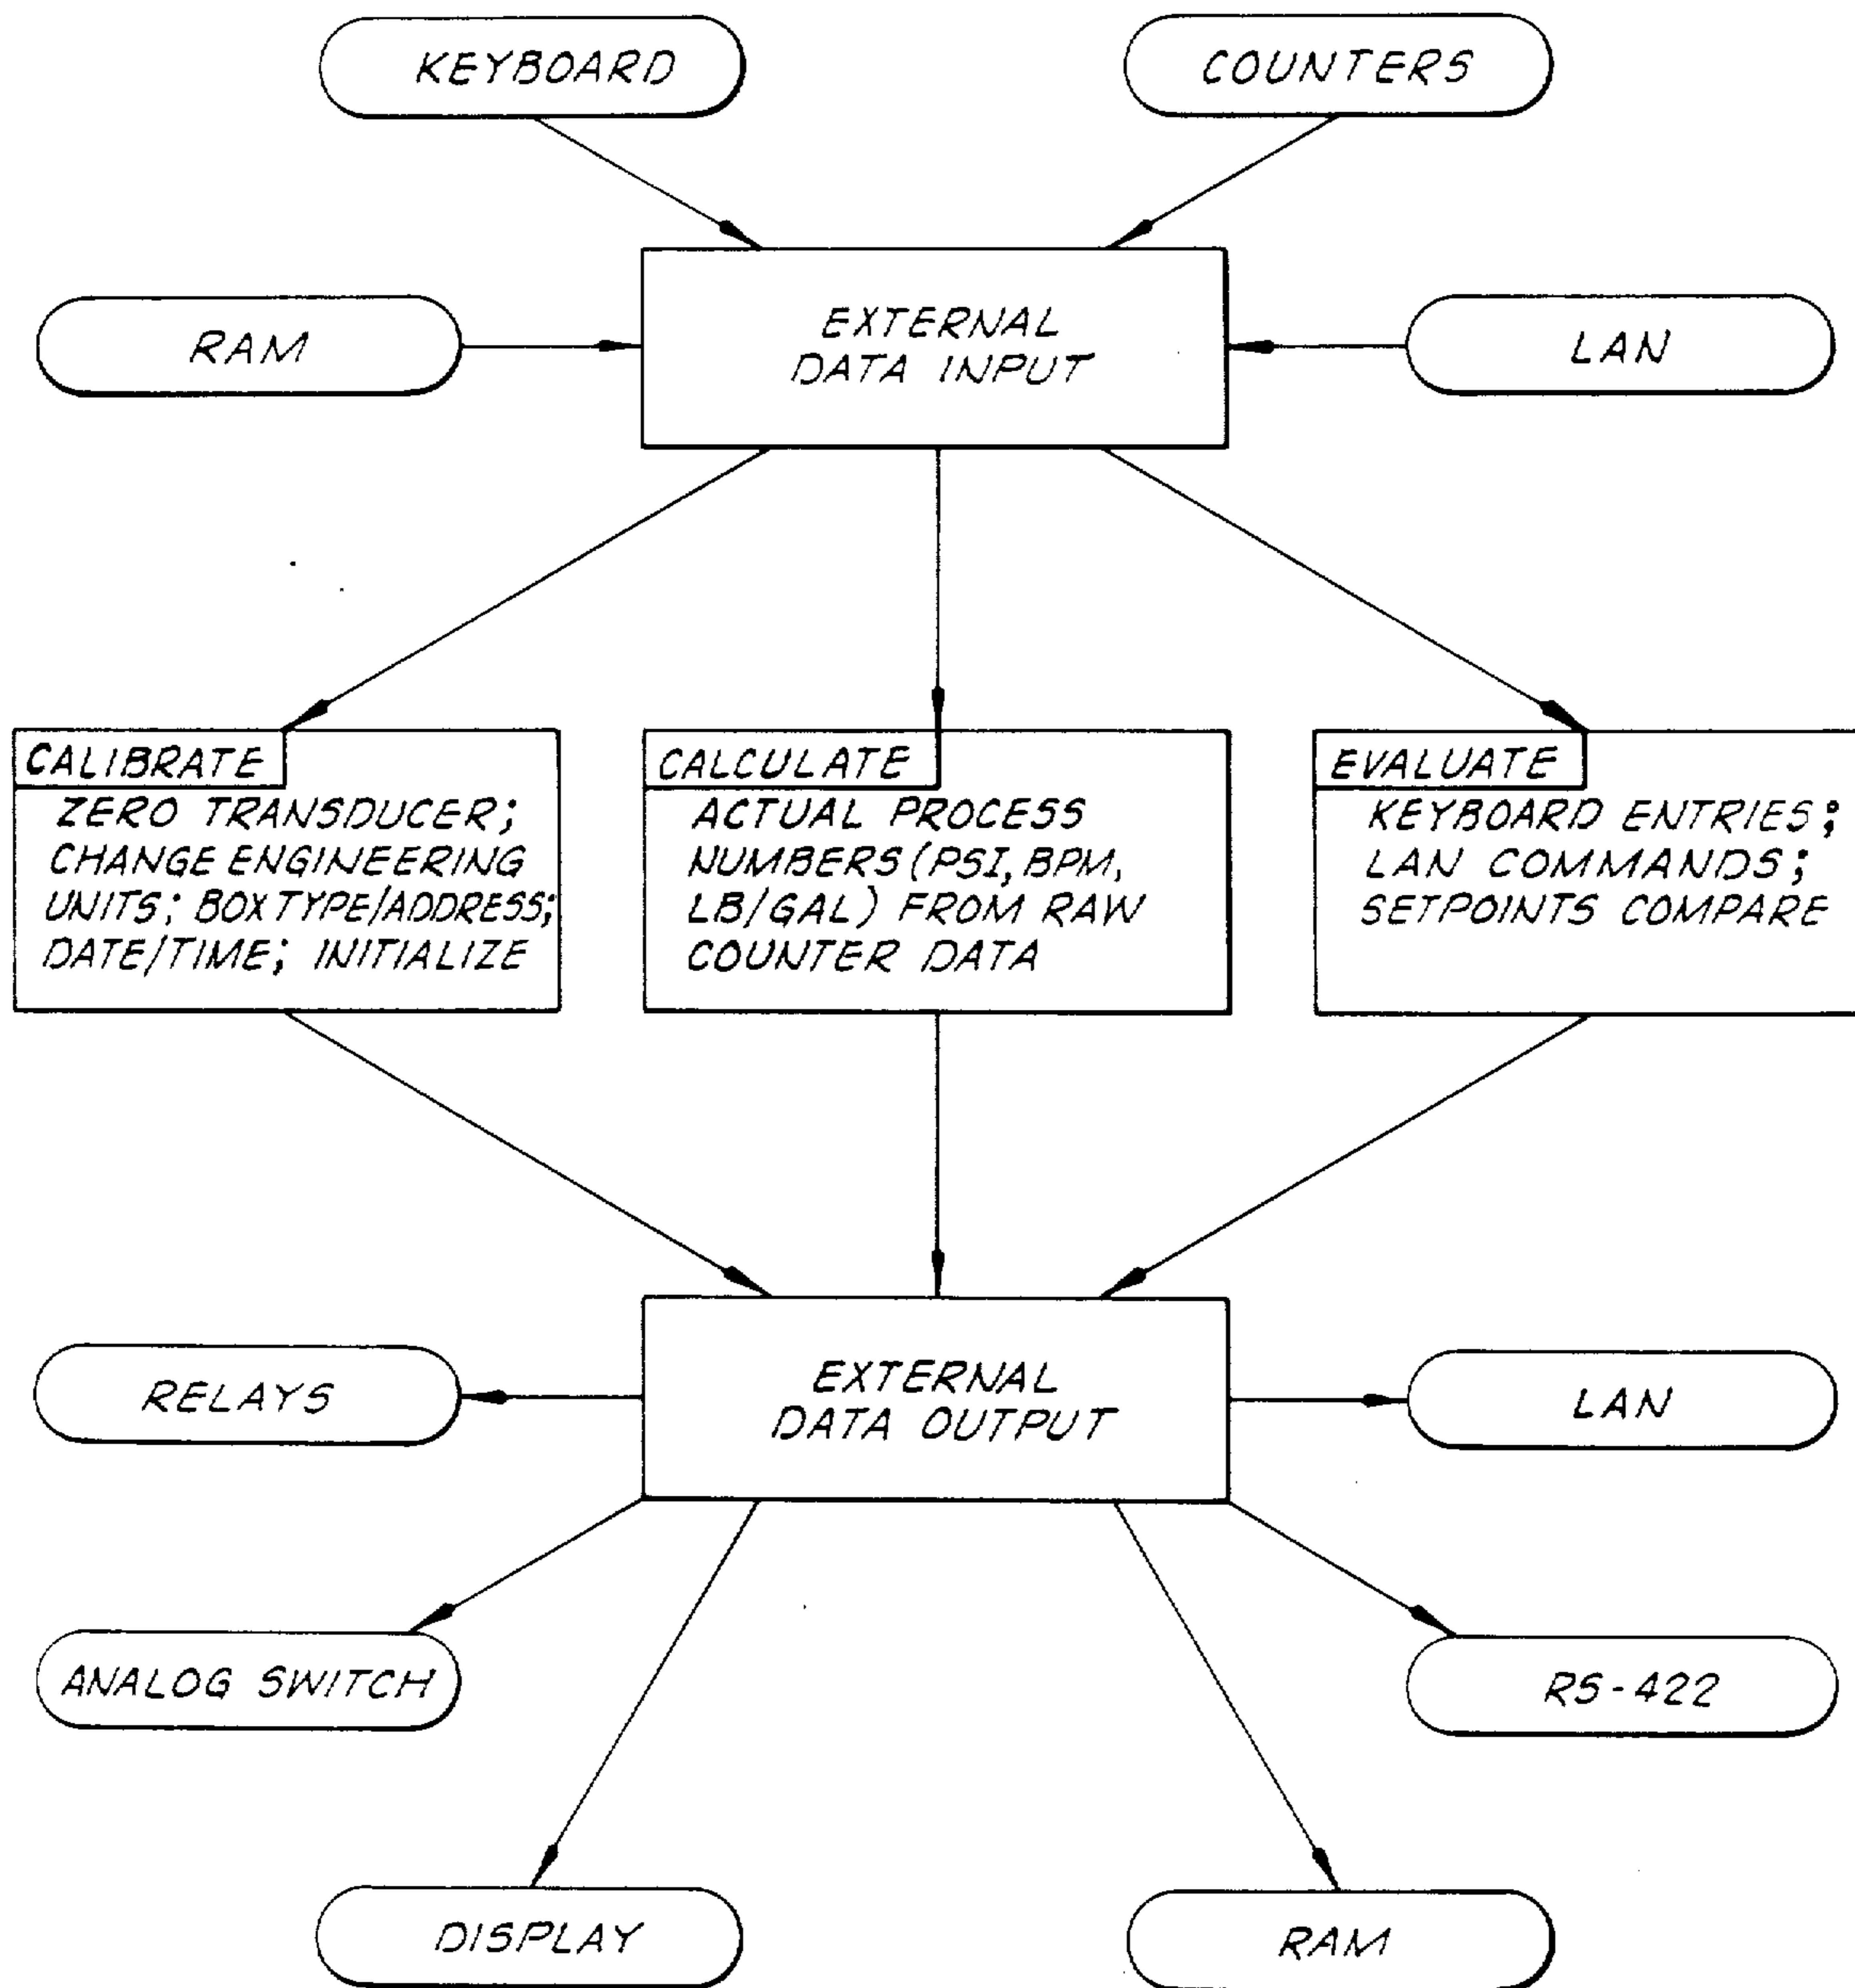 KEYBOARD
COUNTERS
RAM
EXTERNAL
DATA INPUT
LAN
CALIBRATE
ZERO TRANSDUCER;
CHANGE ENGINEERING
UNITS; BOX TYPE/ADDRESS;
DATE/TIME; INITIALIZE
CALCULATE
ACTUAL PROCESS
NUMBERS (PSI, BPM,
LB/GAL) FROM RAW
COUNTER DATA
EVALUATE
KEYBOARD ENTRIES;
LAN COMMANDS;
SETPOINTS COMPARE
RELAYS
EXTERNAL
DATA OUTPUT
LAN
ANALOG SWITCH
RS-422
DISPLAY
RAM